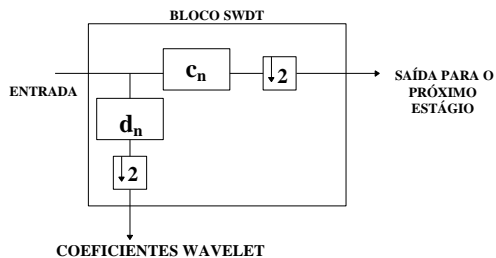 BLOCO SWDT
cn
↓2
ENTRADA
SAÍDA PARA O
PRÓXIMO
ESTÁGIO
dn
↓2
COEFICIENTES WAVELET